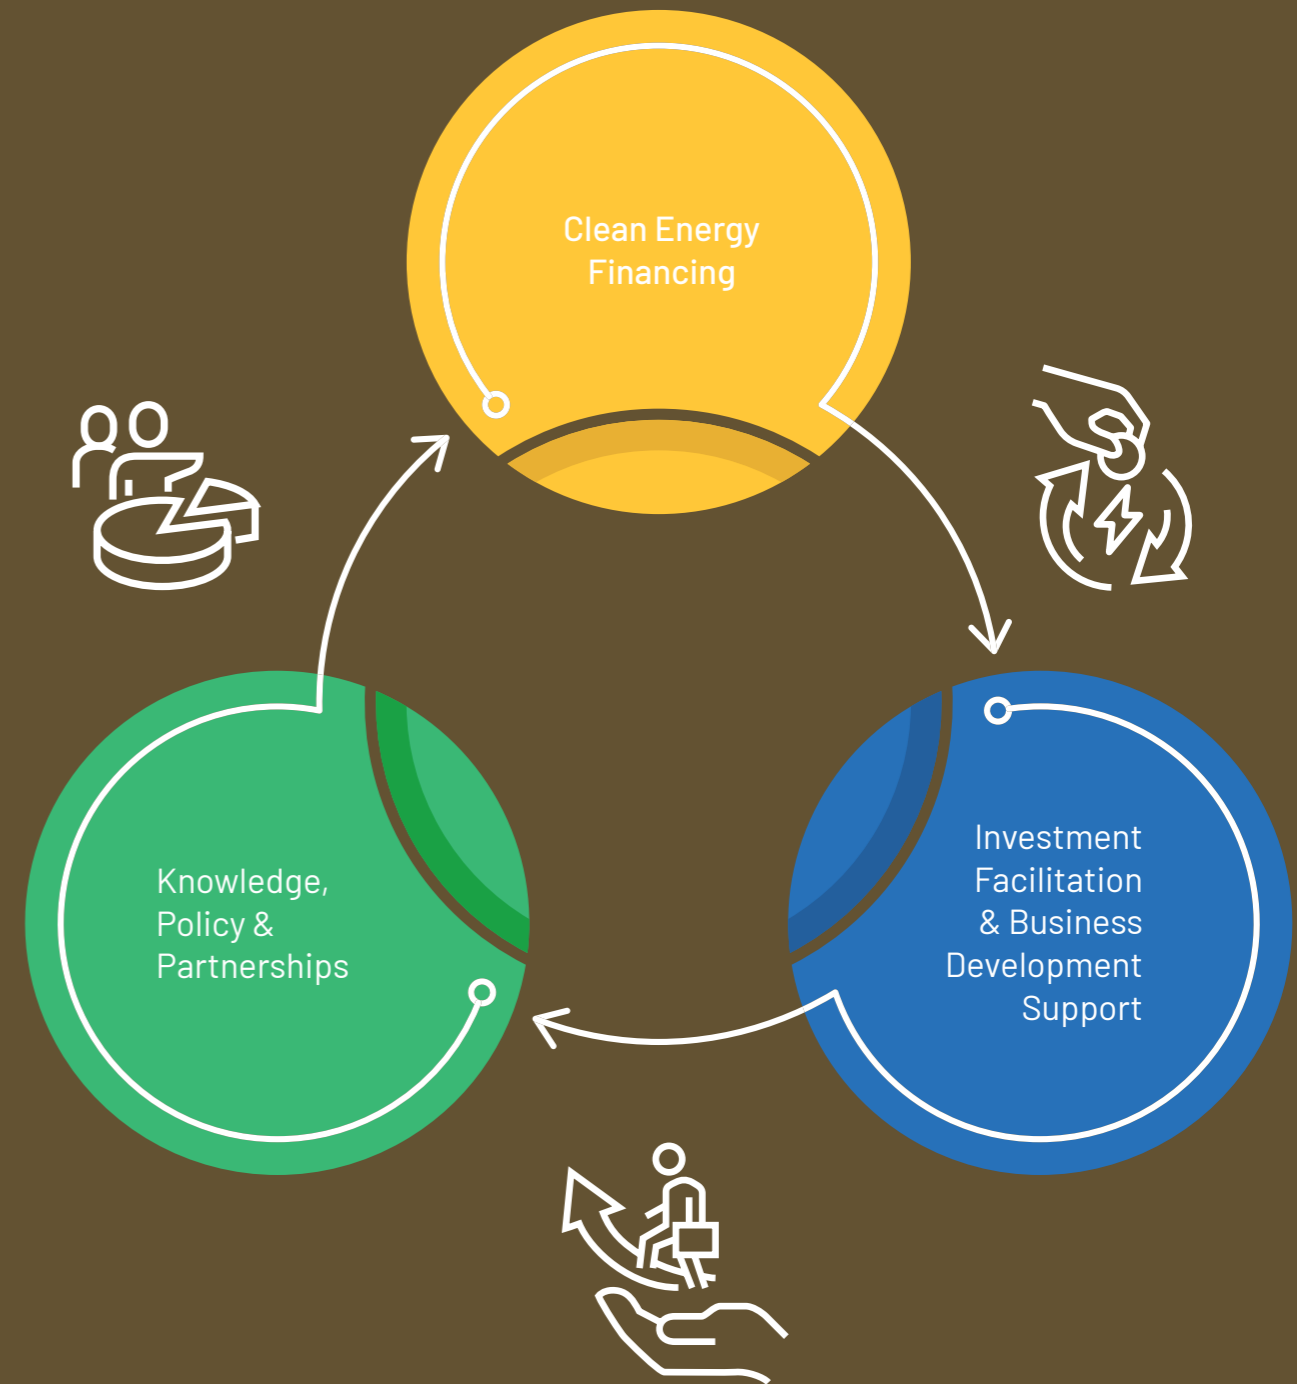 Clean Energy
Financing
Knowledge,
Policy &
Partnerships
Investment
Facilitation
& Business
Development
Support